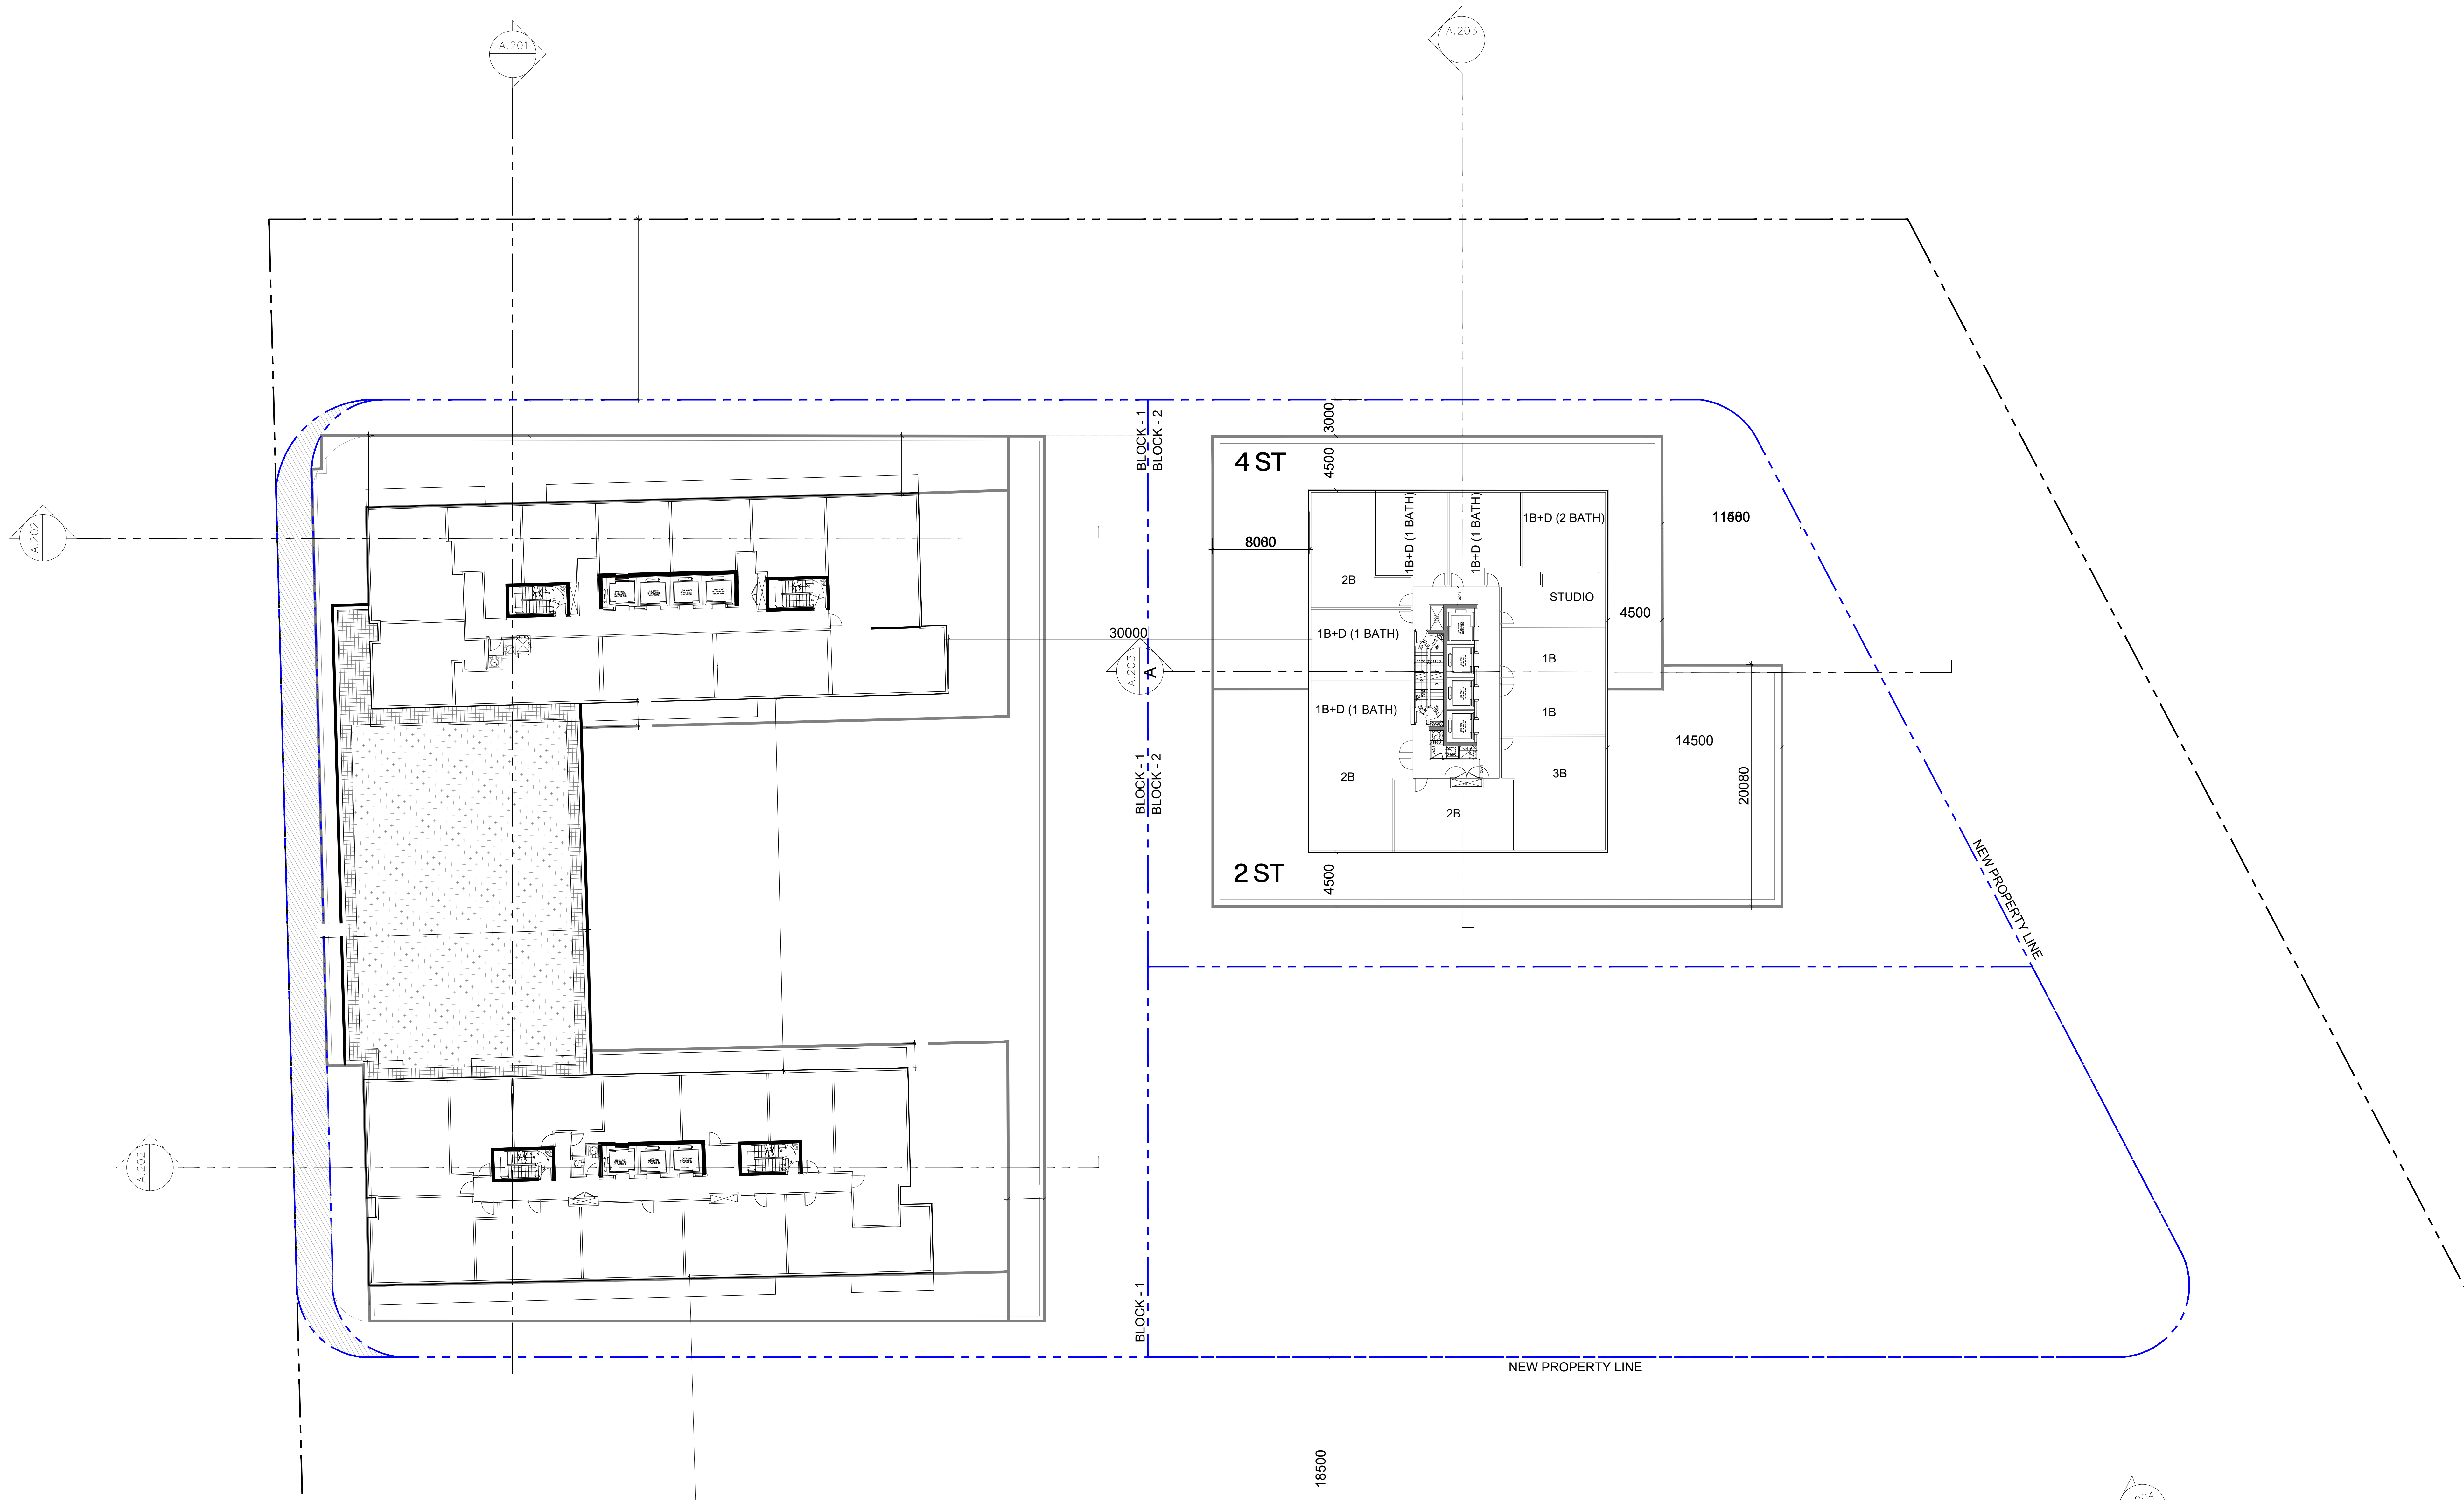 A.201
A.203
BLOCK - 1
BLOCK - 2
3000
4 ST
4500
1B+D (1 BATH)
1B+D (1 BATH)
1B+D (2 BATH)
A.202
2B
STUDIO
4500
30000
1B+D (1 BATH)
1B
A.203
A
1B+D (1 BATH)
1B
14500
BLOCK - 1
BLOCK - 2
2B
3B
20080
2B
2 ST
4500
NEW PROPERTY LINE
A.202
BLOCK - 1
NEW PROPERTY LINE
18500